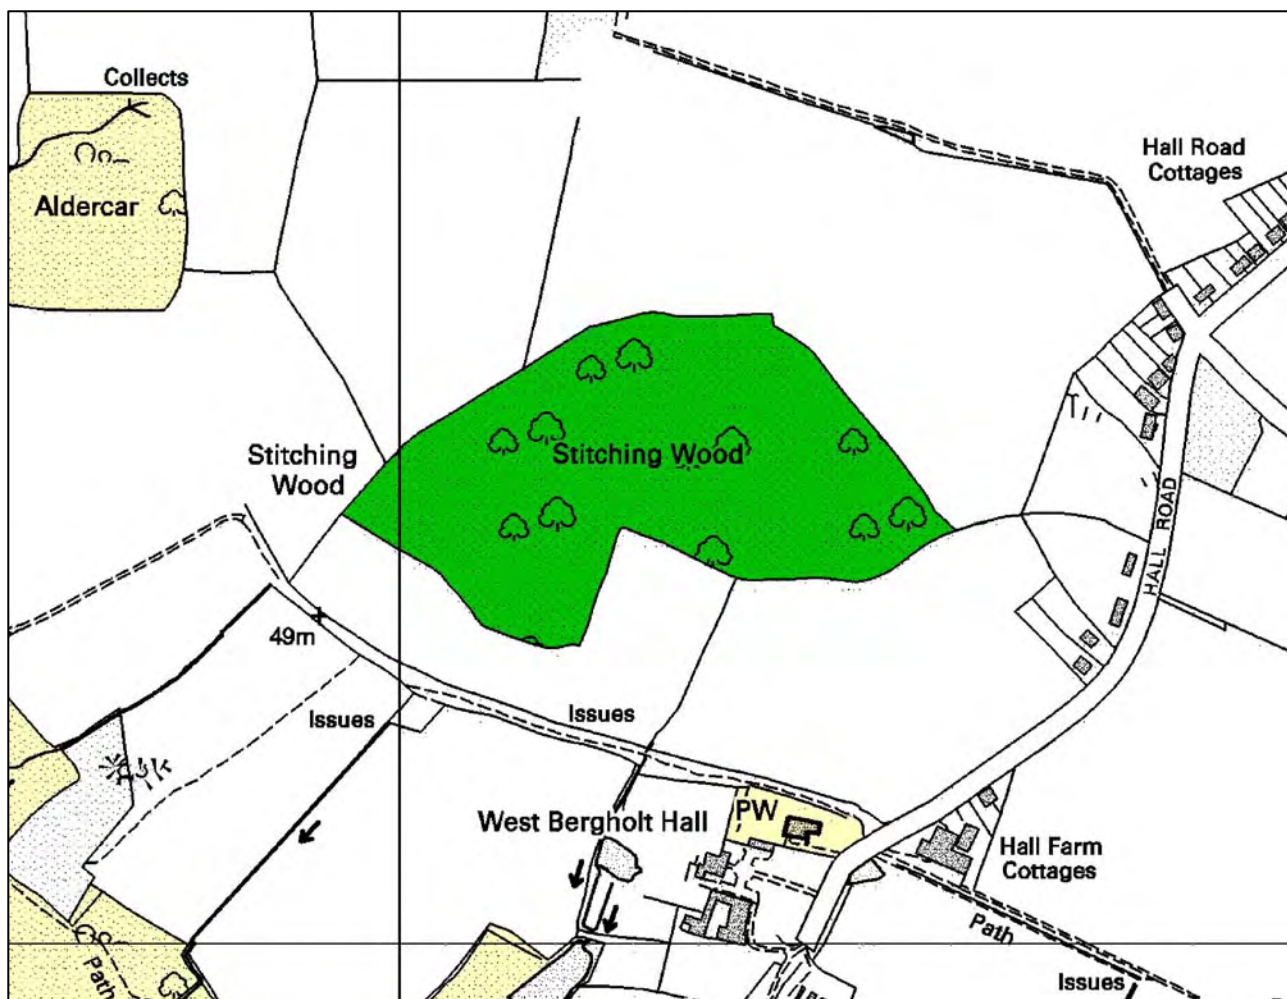 Collects
Hall Road
Cottages
Aldercar
Stitching
Wood
Stitching Wood
HALL ROAD
49m
Issues
Issues
West Bergholt Hall
PW
Hall Farm
Cottages
Path
Path
Issues